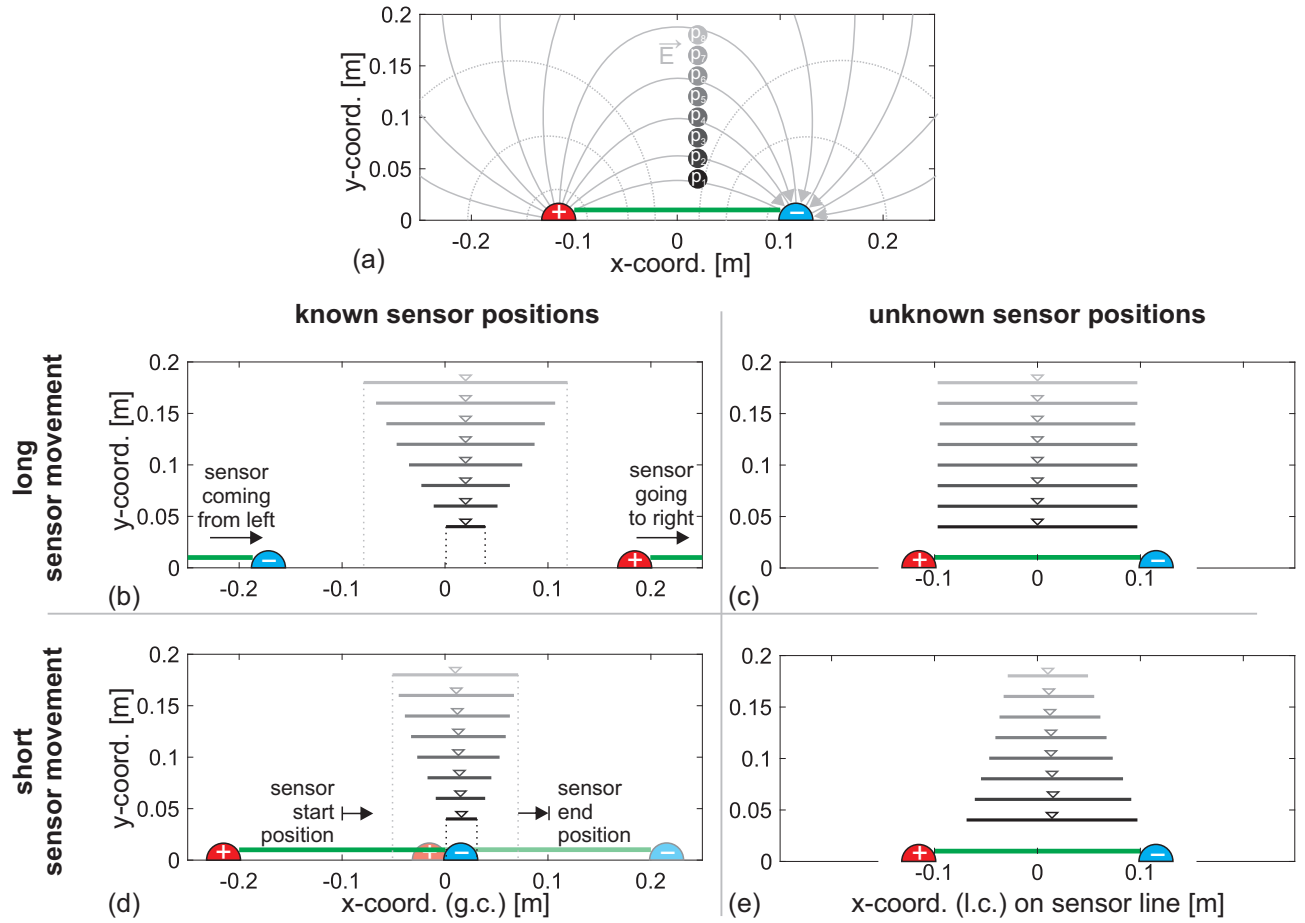 0.2
0.15
0.1
0.05
0
y-coord. [m]
E
p8
p7
p6
p5
p4
p3
p2
p1
+
−
-0.2 -0.1 0 0.1 0.2
(a)
x-coord. [m]
known sensor positions
unknown sensor positions
long
sensor movement
0.2
0.15
0.1
0.05
0
y-coord. [m]
sensor
coming
from left
sensor
going
to right
−
+
-0.2 -0.1 0 0.1 0.2
(b)
0.2
0.15
0.1
0.05
0
+
−
-0.1 0 0.1
(c)
short
sensor movement
0.2
0.15
0.1
0.05
0
y-coord. [m]
sensor
start
position
sensor
end
position
+
+
−
−
-0.2 -0.1 0 0.1 0.2
(d)
x-coord. (g.c.) [m]
0.2
0.15
0.1
0.05
0
+
−
-0.1 0 0.1
(e)
x-coord. (l.c.) on sensor line [m]